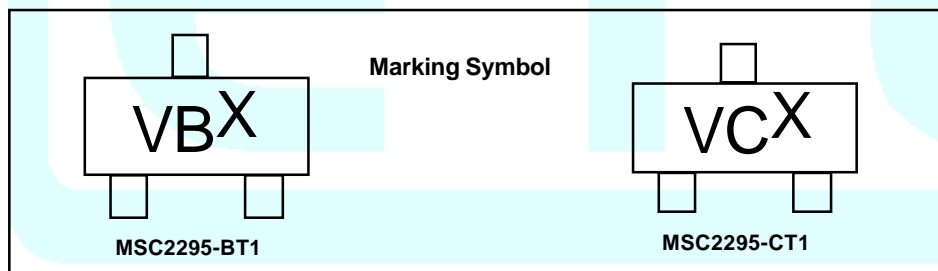 Marking Symbol
VBX
VCX
MSC2295-BT1
MSC2295-CT1